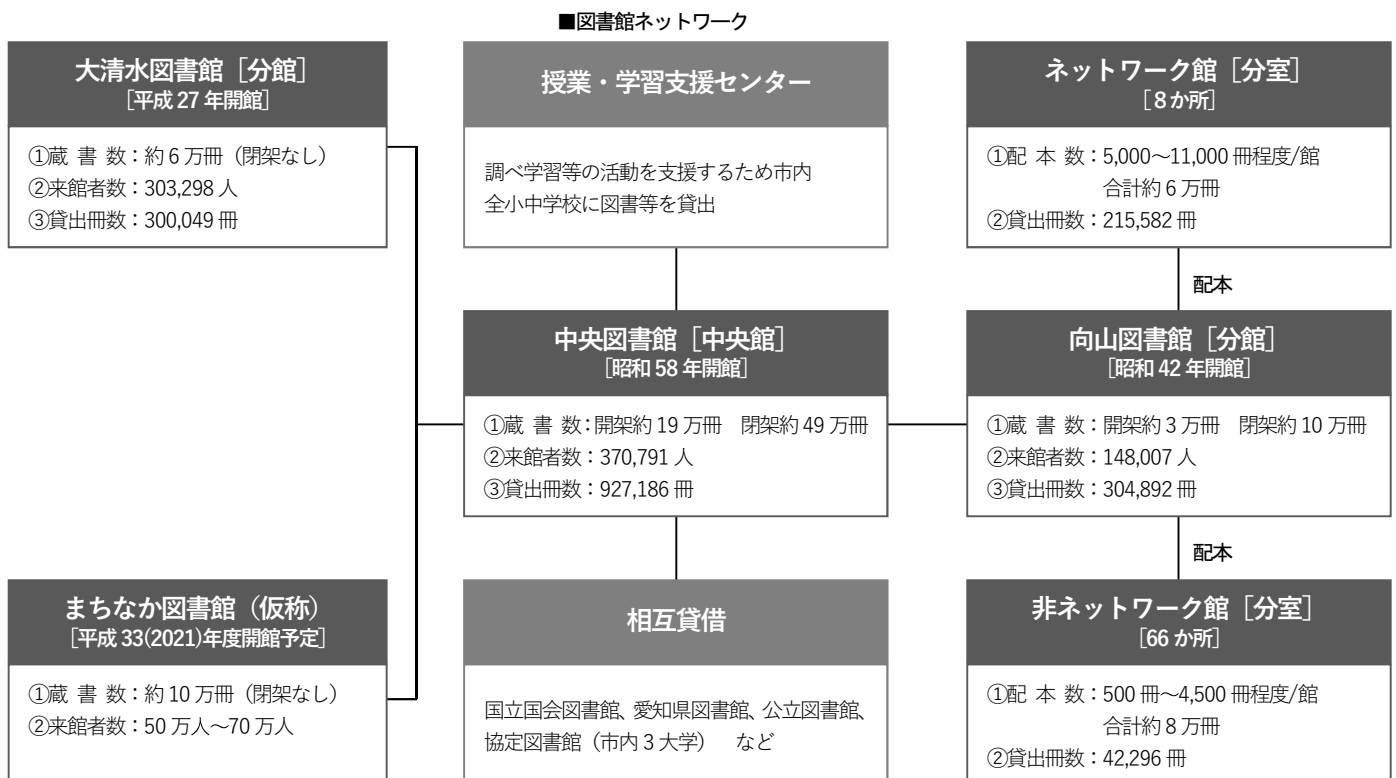 ■図書館ネットワーク
大清水図書館［分館］
［平成 27 年開館］
①蔵 書 数：約 6 万冊（閉架なし）
②来館者数：303,298 人
③貸出冊数：300,049 冊
授業・学習支援センター
調べ学習等の活動を支援するため市内
全小中学校に図書等を貸出
ネットワーク館［分室］
［8 か所］
①配 本 数：5,000～11,000 冊程度/館
合計約 6 万冊
②貸出冊数：215,582 冊
配本
中央図書館［中央館］
［昭和 58 年開館］
①蔵 書 数：開架約 19 万冊　閉架約 49 万冊
②来館者数：370,791 人
③貸出冊数：927,186 冊
向山図書館［分館］
［昭和 42 年開館］
①蔵 書 数：開架約 3 万冊　閉架約 10 万冊
②来館者数：148,007 人
③貸出冊数：304,892 冊
配本
まちなか図書館（仮称）
［平成 33(2021)年度開館予定］
①蔵 書 数：約 10 万冊（閉架なし）
②来館者数：50 万人～70 万人
相互貸借
国立国会図書館、愛知県図書館、公立図書館、
協定図書館（市内 3 大学）　など
非ネットワーク館［分室］
［66 か所］
①配 本 数：500 冊～4,500 冊程度/館
合計約 8 万冊
②貸出冊数：42,296 冊